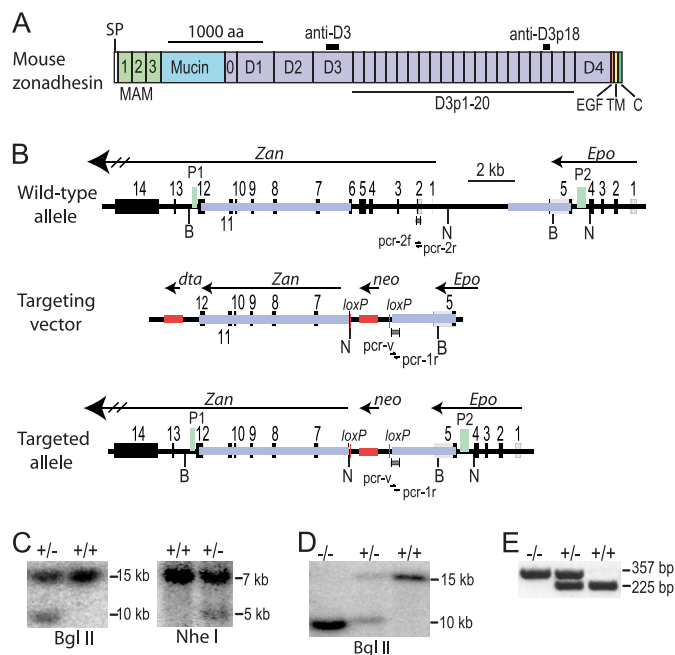 A
SP
1000 aa
anti-D3
anti-D3p18
Mouse zonadhesin
1 2 3 Mucin 0 D1 D2 D3 D4
MAM
D3p1-20
EGF TM C
B
Zan
2 kb
Epo
P1
P2
Wild-type allele
14 13 12 10 9 8 7 6 5 4 3 2 1 5 4 3 2 1
11
B
N
B
N
pcr-2f
pcr-2r
dta
Zan
neo
Epo
Targeting vector
12 10 9 8 7 loxP loxP 5
11
N
B
pcr-v
pcr-1r
Zan
neo
Epo
P1
P2
Targeted allele
14 13 12 10 9 8 7 loxP loxP 5 4 3 2 1
11
B
N
B
N
pcr-v
pcr-1r
C
+/- +/+
15 kb
10 kb
Bgl II
+/+ +/-
7 kb
5 kb
Nhe I
D
-/- +/- +/+
15 kb
10 kb
Bgl II
E
-/- +/- +/+
357 bp
225 bp